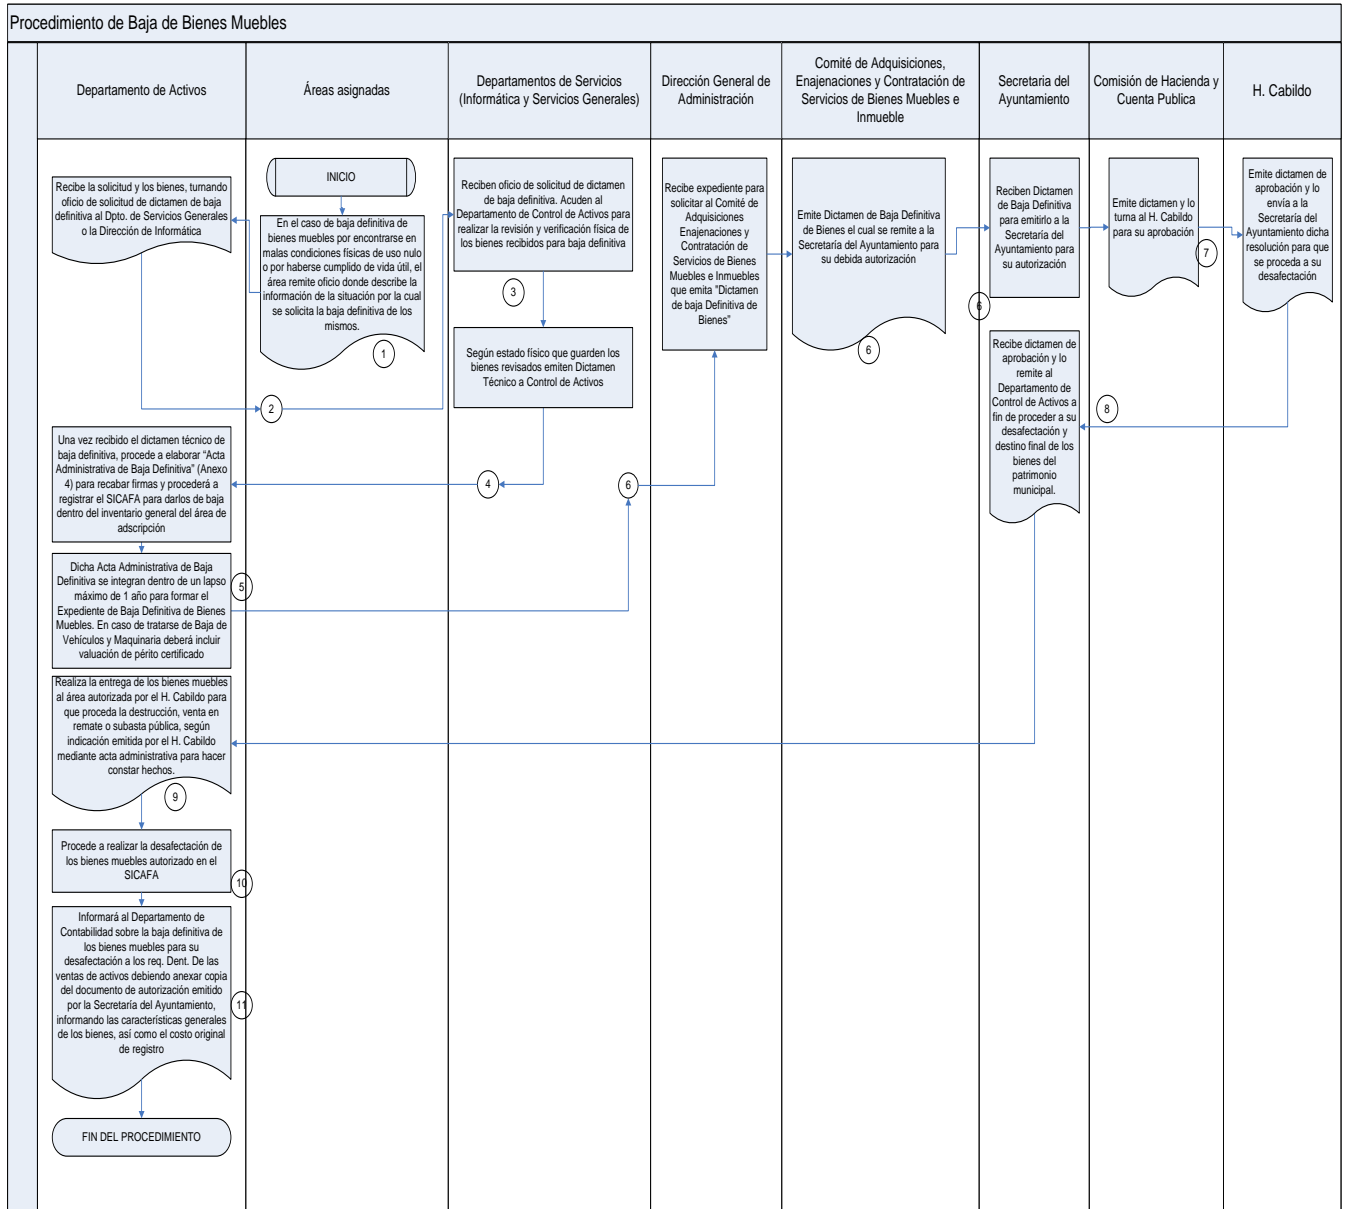 Procedimiento de Baja de Bienes Muebles
Departamento de Activos
Áreas asignadas
Departamentos de Servicios
(Informática y Servicios Generales)
Dirección General de
Administración
Comité de Adquisiciones,
Enajenaciones y Contratación de
Servicios de Bienes Muebles e
Inmueble
Secretaria del
Ayuntamiento
Comisión de Hacienda y
Cuenta Publica
H. Cabildo
INICIO
En el caso de baja definitiva de
bienes muebles por encontrarse en
malas condiciones físicas de uso nulo
o por haberse cumplido de vida útil, el
área remite oficio donde describe la
información de la situación por la cual
se solicita la baja definitiva de los
mismos.
1
Recibe la solicitud y los bienes, turnando
oficio de solicitud de dictamen de baja
definitiva al Dpto. de Servicios Generales
o la Dirección de Informática
2
Reciben oficio de solicitud de dictamen
de baja definitiva. Acuden al
Departamento de Control de Activos para
realizar la revisión y verificación física de
los bienes recibidos para baja definitiva
3
Según estado físico que guarden los
bienes revisados emiten Dictamen
Técnico a Control de Activos
4
Una vez recibido el dictamen técnico de
baja definitiva, procede a elaborar “Acta
Administrativa de Baja Definitiva” (Anexo
4) para recabar firmas y procederá a
registrar el SICAFA para darlos de baja
dentro del inventario general del área de
adscripción
Dicha Acta Administrativa de Baja
Definitiva se integran dentro de un lapso
máximo de 1 año para formar el
Expediente de Baja Definitiva de Bienes
Muebles. En caso de tratarse de Baja de
Vehículos y Maquinaria deberá incluir
valuación de périto certificado
5
6
Recibe expediente para
solicitar al Comité de
Adquisiciones
Enajenaciones y
Contratación de
Servicios de Bienes
Muebles e Inmuebles
que emita "Dictamen
de baja Definitiva de
Bienes”
Emite Dictamen de Baja Definitiva
de Bienes el cual se remite a la
Secretaría del Ayuntamiento para
su debida autorización
6
Reciben Dictamen
de Baja Definitiva
para emitirlo a la
Secretaría del
Ayuntamiento para
su autorización
6
Emite dictamen y lo
turna al H. Cabildo
para su aprobación
7
Emite dictamen de
aprobación y lo
envía a la
Secretaría del
Ayuntamiento dicha
resolución para que
se proceda a su
desafectación
8
Recibe dictamen de
aprobación y lo
remite al
Departamento de
Control de Activos a
fin de proceder a su
desafectación y
destino final de los
bienes del
patrimonio
municipal.
Realiza la entrega de los bienes muebles
al área autorizada por el H. Cabildo para
que proceda la destrucción, venta en
remate o subasta pública, según
indicación emitida por el H. Cabildo
mediante acta administrativa para hacer
constar hechos.
9
Procede a realizar la desafectación de
los bienes muebles autorizado en el
SICAFA
10
Informará al Departamento de
Contabilidad sobre la baja definitiva de
los bienes muebles para su
desafectación a los req. Dent. De las
ventas de activos debiendo anexar copia
del documento de autorización emitido
por la Secretaría del Ayuntamiento,
informando las características generales
de los bienes, así como el costo original
de registro
11
FIN DEL PROCEDIMIENTO